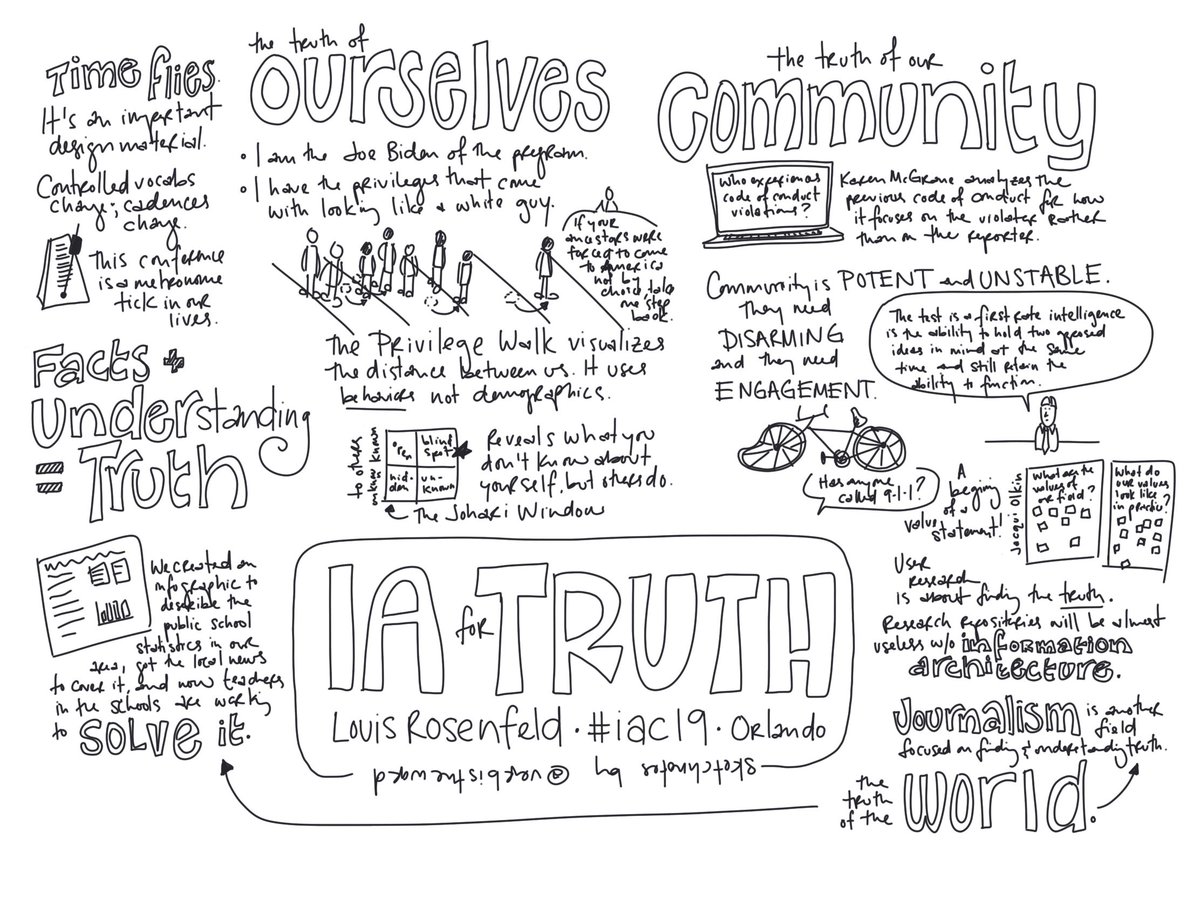 Time flies.
It's an important
design material.
Controlled vocabs
change; cadences
change.
This conference
is a metronome
tick in our
lives.
Facts +
Understanding
= Truth
We created an
infographic to
describe the
public school
statistics in our
area, got the local news
to cover it, and now teachers
in the schools are working
to SOLVE it.
the truth of
OURSELVES
• I am the Joe Biden of the program.
• I have the privileges that come
with looking like a white guy.
If your
ancestors were
forced to come
to America
not by
choice, take
one step
back.
The Privilege Walk visualizes
the distance between us. It uses
behaviors not demographics.
to others
unknown known
open
blind
spot
hid-
den
un-
known
The Johari Window
Reveals what you
don't know about
yourself, but others do.
IA for TRUTH
Louis Rosenfeld • #iac19 • Orlando
Sketchnotes by @vorbistheword
the truth of our
Community
Who experiences
code of conduct
violations?
Karen McGrane analyzes the
previous code of conduct for how
it focuses on the violator rather
than on the reporter.
Community is POTENT and UNSTABLE.
They need
DISARMING
and they need
ENGAGEMENT.
The test is a first rate intelligence
is the ability to hold two opposed
ideas in mind at the same
time and still retain the
ability to function.
Has anyone
called 9-1-1?
A
beginning
of a
value
statement!
Jacqui Olkin
What are the
values of
our field?
What do
our values
look like
in practice?
User
Research
is about finding the truth.
Research repositories will be almost
useless w/o information
architecture.
Journalism is another
field
focused on finding & understanding truth.
the
truth
of the
World.